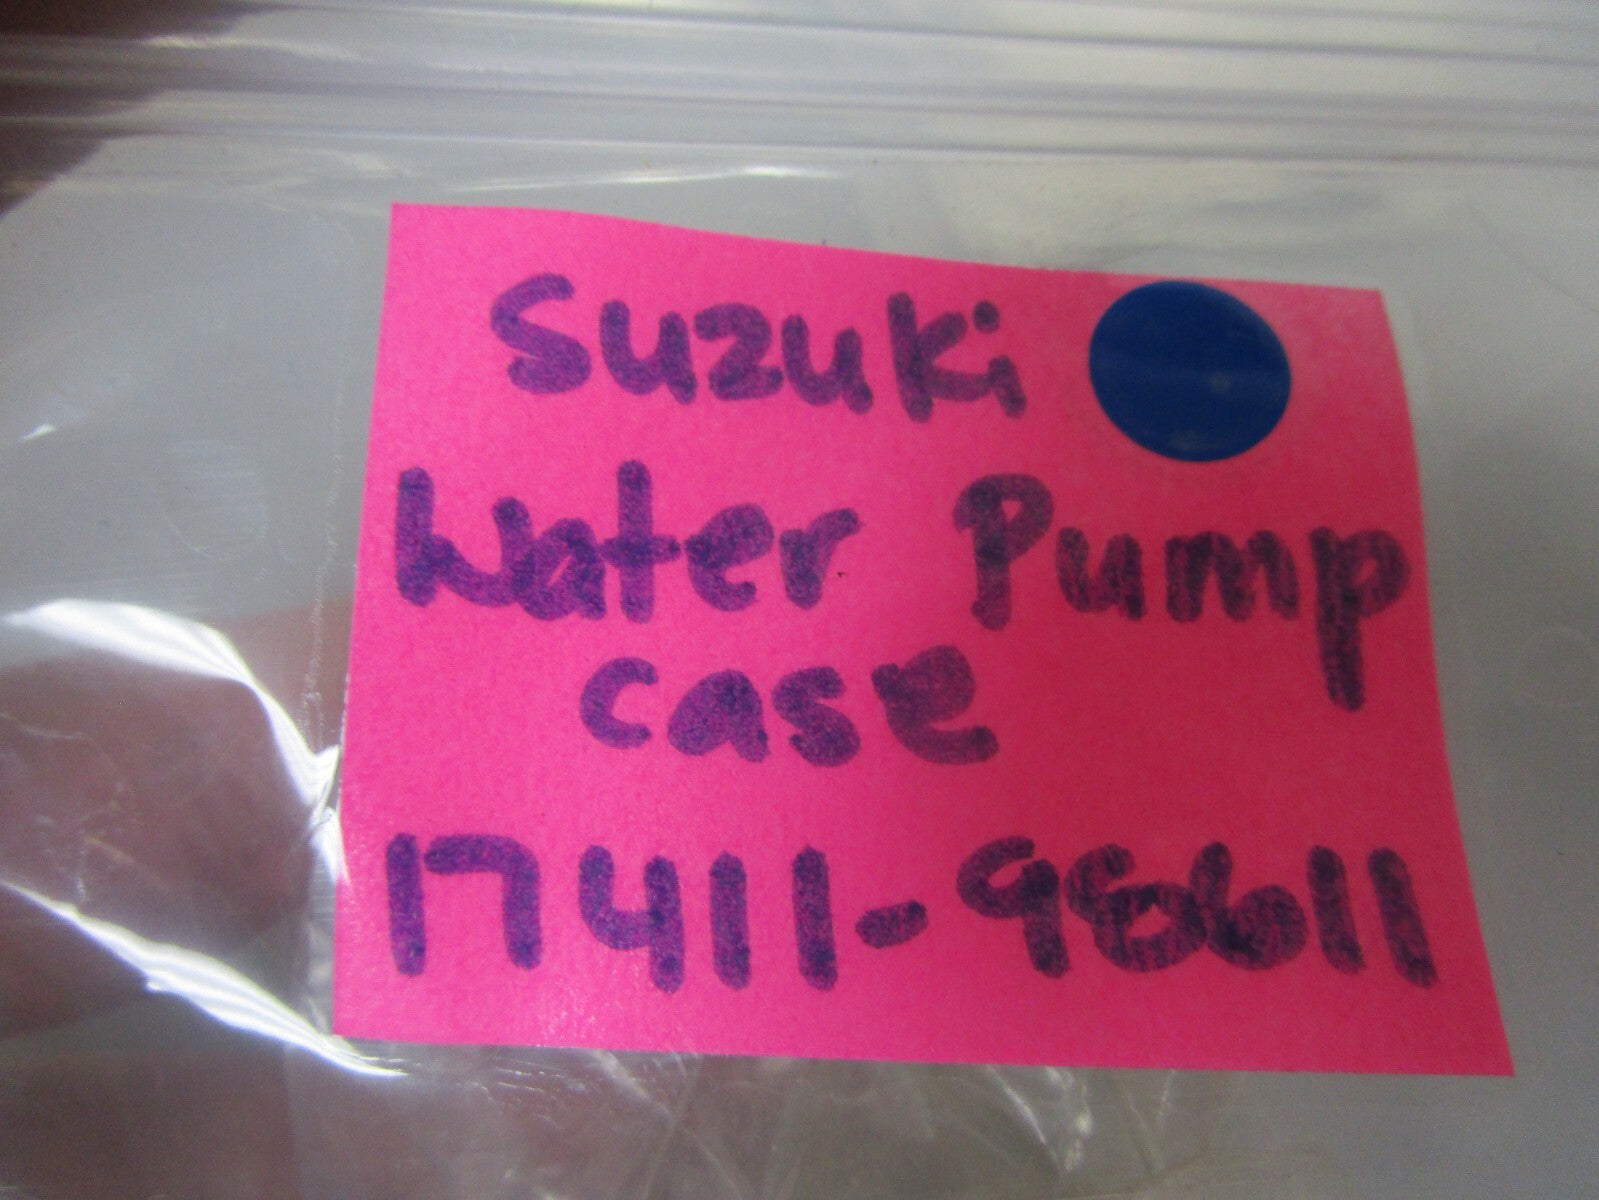 Suzuki
Water Pump
case
17411-98611